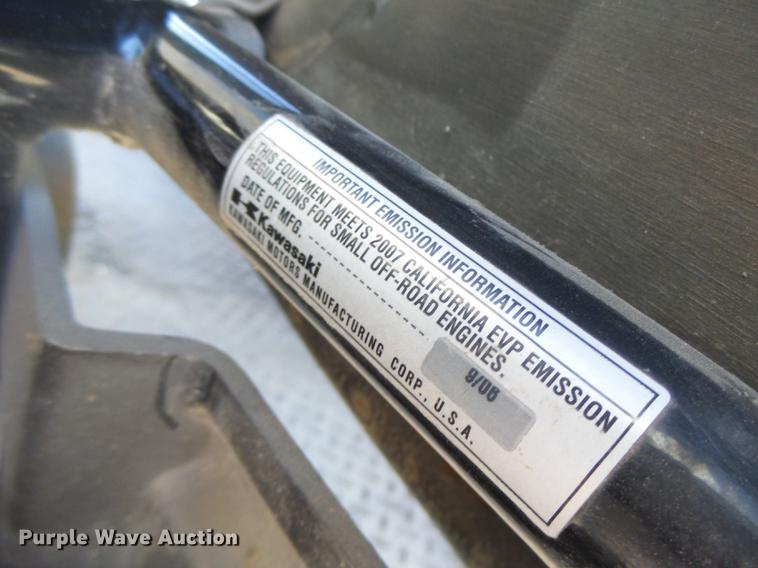 IMPORTANT EMISSION INFORMATION
THIS EQUIPMENT MEETS 2007 CALIFORNIA EVP EMISSION
REGULATIONS FOR SMALL OFF-ROAD ENGINES.
DATE OF MFG. ------------------ 9/06
Kawasaki
KAWASAKI MOTORS MANUFACTURING CORP., U.S.A.
Purple Wave Auction®